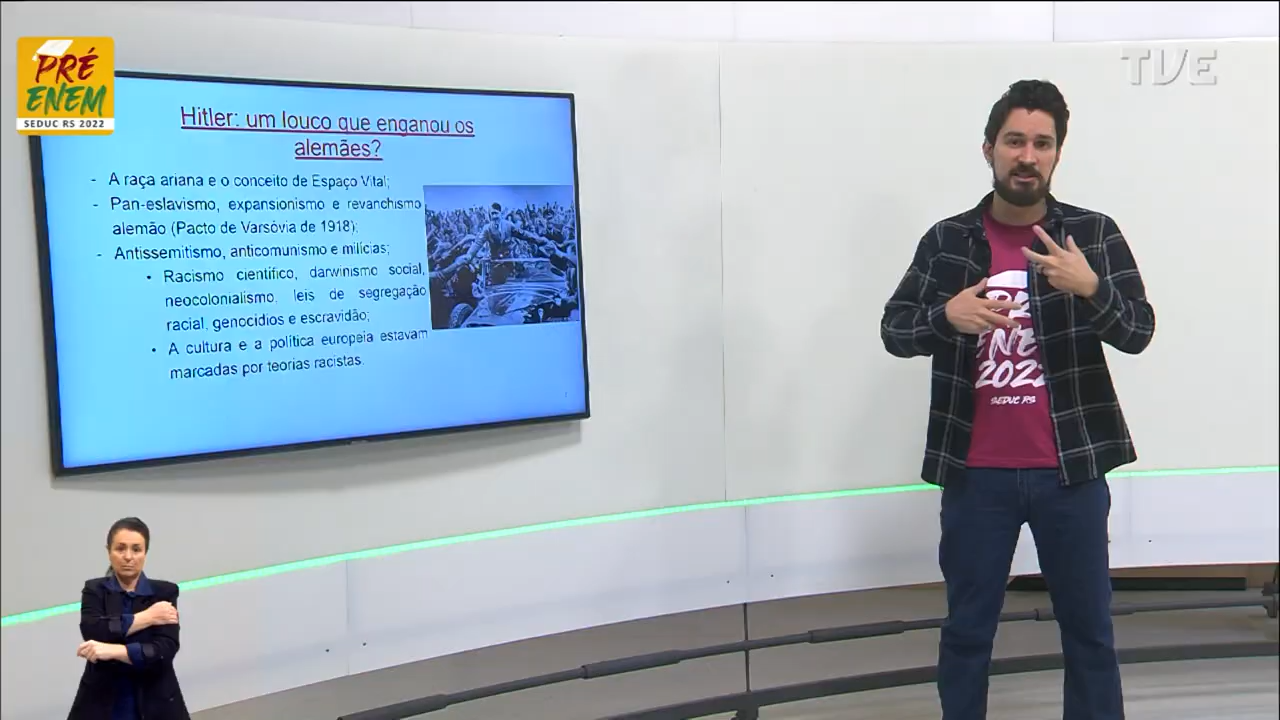 PRÉ
ENEM
SEDUC RS 2022
TVE
Hitler: um louco que enganou os
alemães?
- A raça ariana e o conceito de Espaço Vital;
- Pan-eslavismo, expansionismo e revanchismo
alemão (Pacto de Varsóvia de 1918);
- Antissemitismo, anticomunismo e milícias;
• Racismo científico, darwinismo social,
neocolonialismo, leis de segregação
racial, genocídios e escravidão;
• A cultura e a política europeia estavam
marcadas por teorias racistas.
2022
SEDUC RS